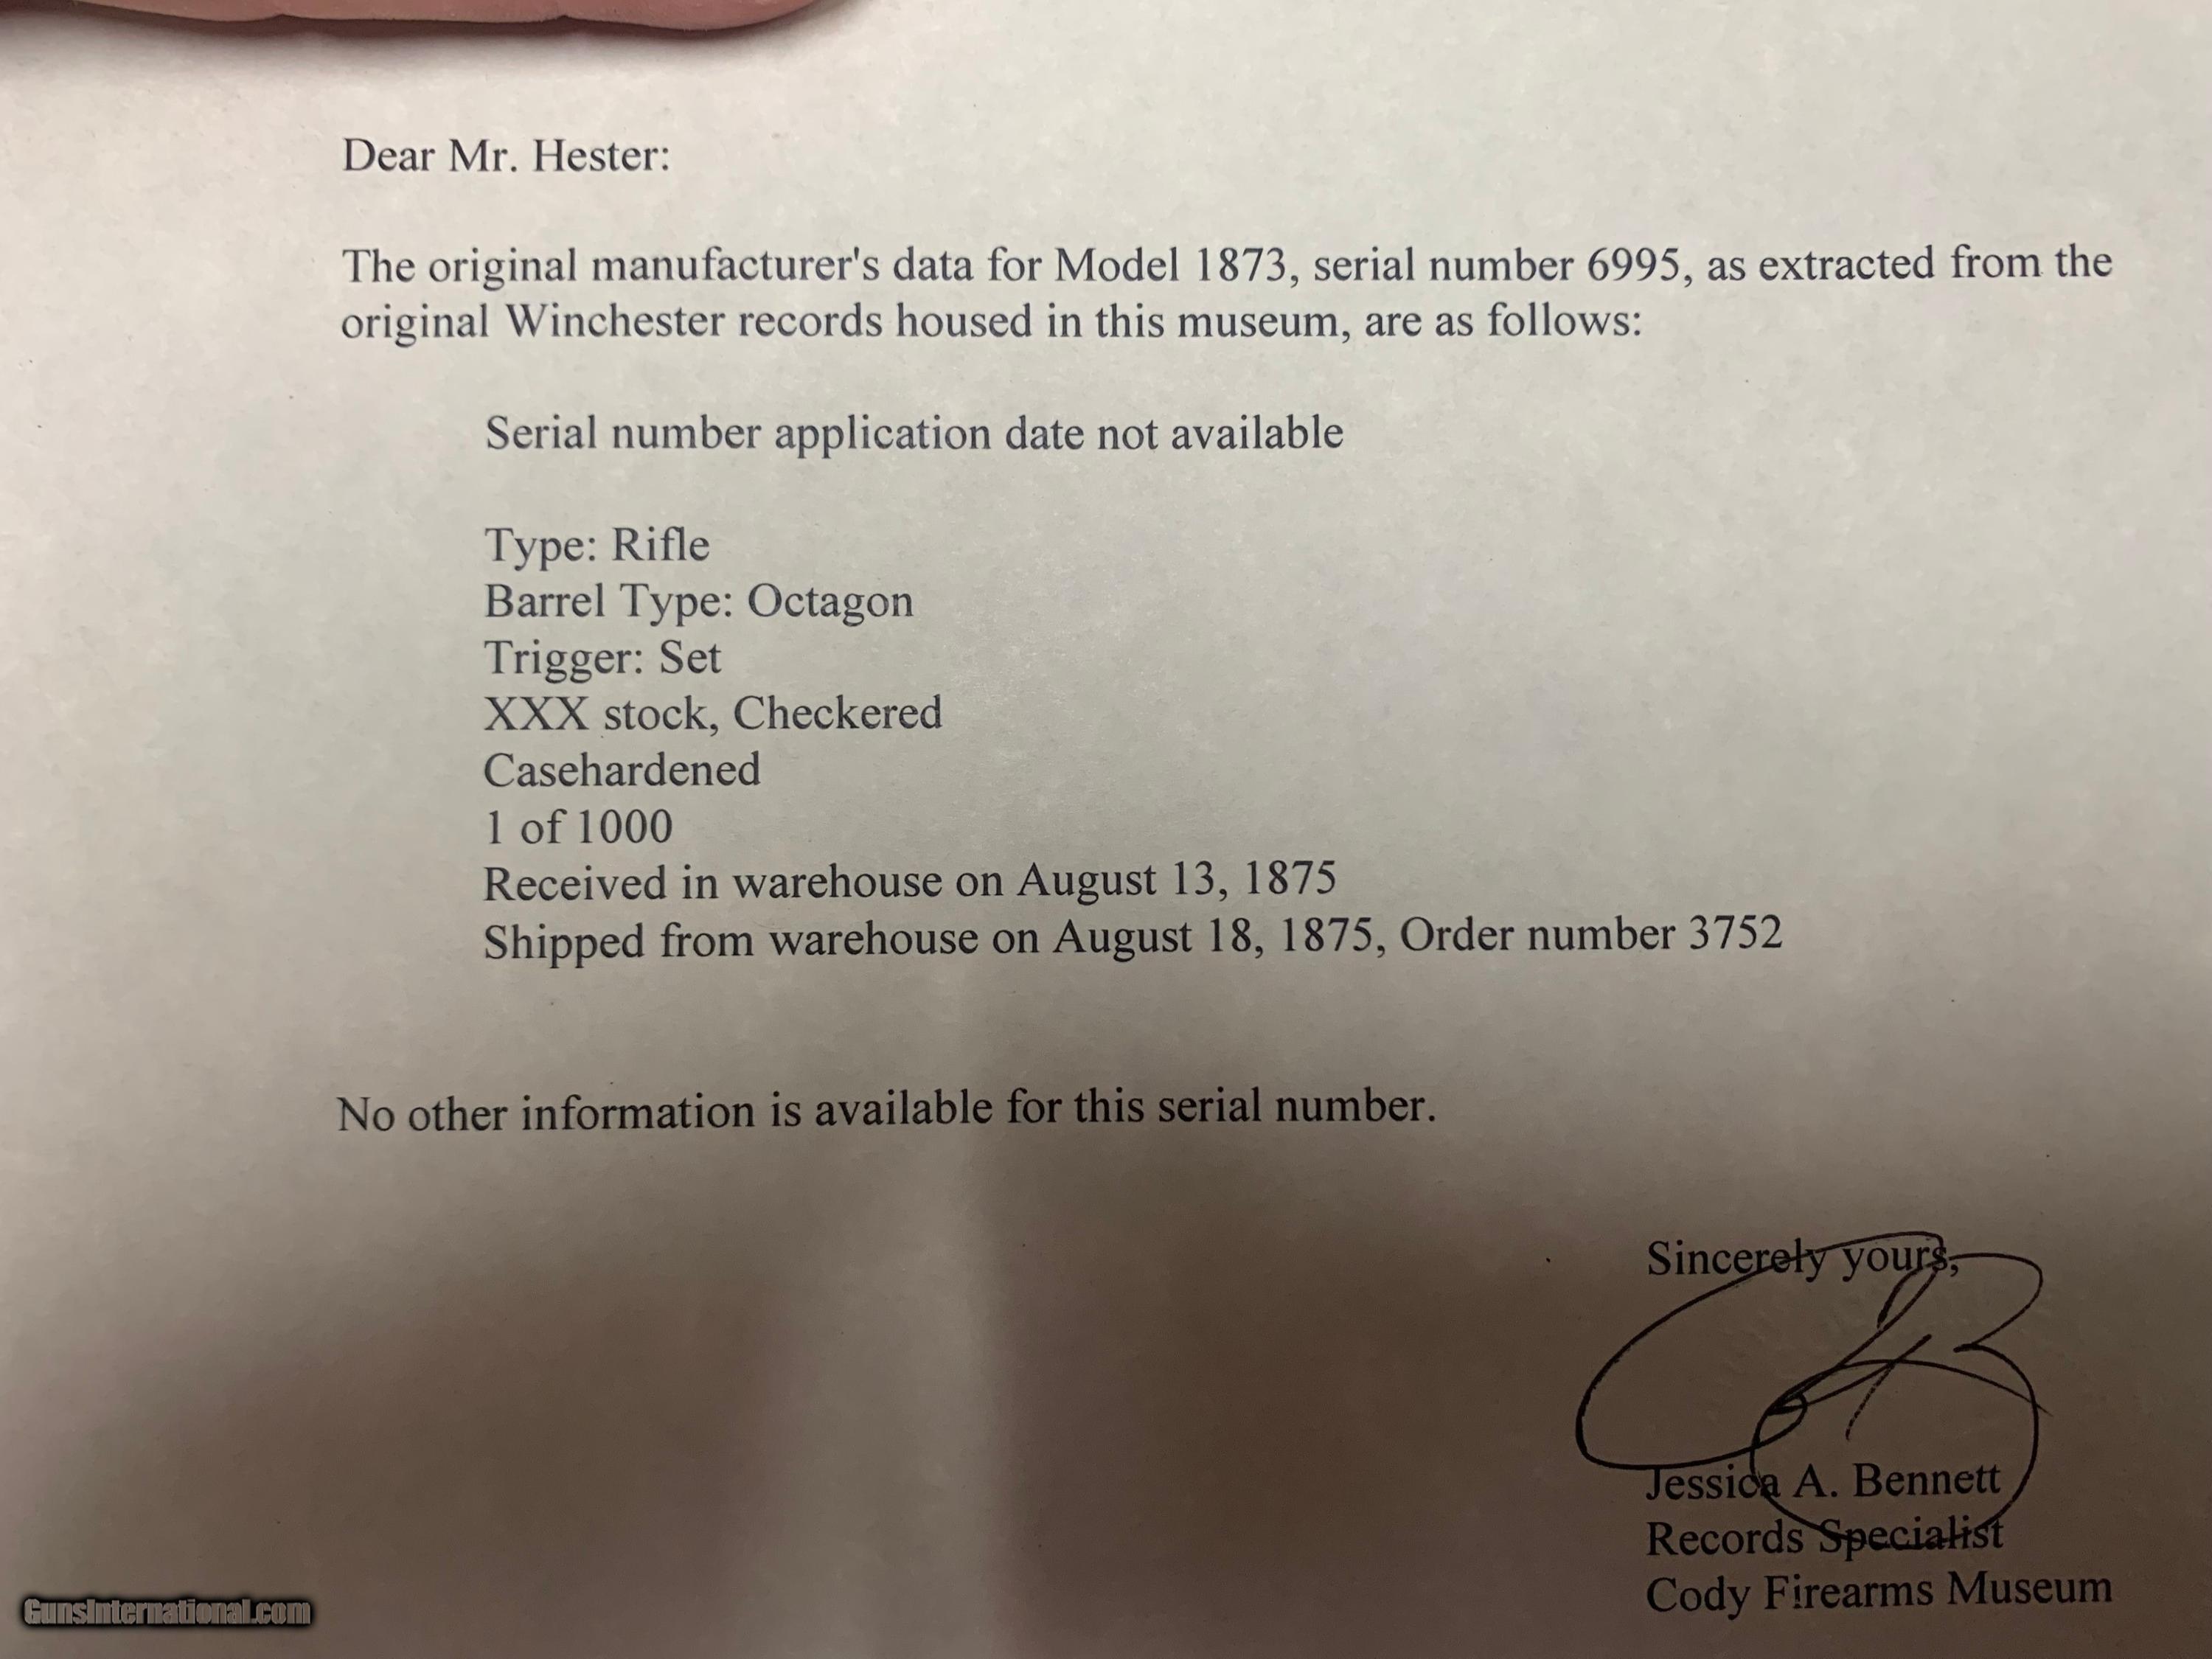 Dear Mr. Hester:
The original manufacturer's data for Model 1873, serial number 6995, as extracted from the
original Winchester records housed in this museum, are as follows:
Serial number application date not available
Type: Rifle
Barrel Type: Octagon
Trigger: Set
XXX stock, Checkered
Casehardened
1 of 1000
Received in warehouse on August 13, 1875
Shipped from warehouse on August 18, 1875, Order number 3752
No other information is available for this serial number.
Sincerely yours,
Jessica A. Bennett
Records Specialist
Cody Firearms Museum
GunsInternational.com